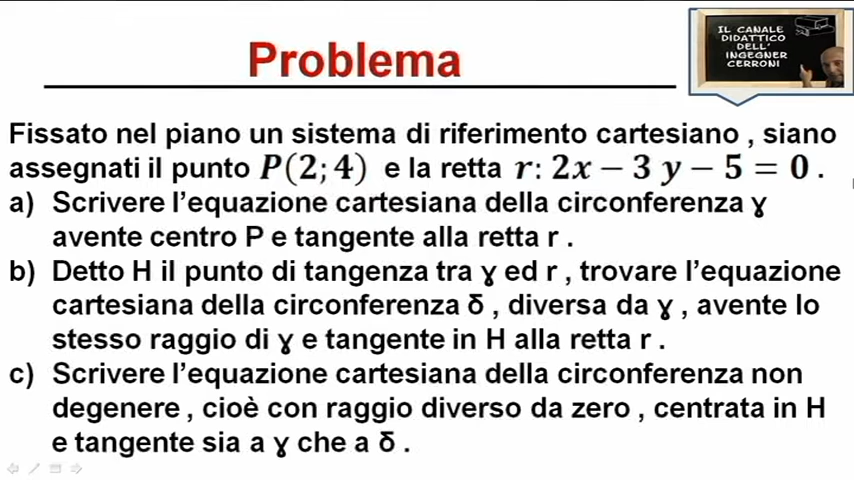 Problema
IL CANALE
DIDATTICO
DELL'
INGEGNER
CERRONI
Fissato nel piano un sistema di riferimento cartesiano , siano
assegnati il punto P(2; 4) e la retta r: 2x − 3 y − 5 = 0 .
a) Scrivere l'equazione cartesiana della circonferenza ɣ
avente centro P e tangente alla retta r .
b) Detto H il punto di tangenza tra ɣ ed r , trovare l'equazione
cartesiana della circonferenza δ , diversa da ɣ , avente lo
stesso raggio di ɣ e tangente in H alla retta r .
c) Scrivere l'equazione cartesiana della circonferenza non
degenere , cioè con raggio diverso da zero , centrata in H
e tangente sia a ɣ che a δ .